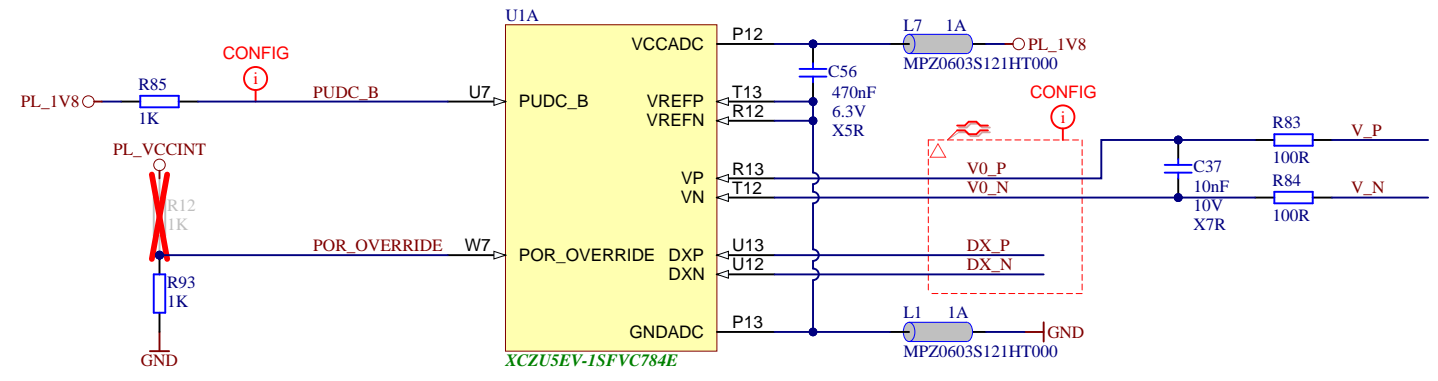 U1A
L7 1A
P12
VCCADC
PL_1V8
CONFIG
MPZ0603S121HT000
C56
470nF
6.3V
X5R
R85
PL_1V8
PUDC_B
U7
PUDC_B
1K
T13
VREFP
R12
VREFN
CONFIG
i
i
R83
V_P
100R
PL_VCCINT
R13
VP
V0_P
C37
10nF
10V
X7R
T12
VN
V0_N
R84
V_N
100R
R12
1K
POR_OVERRIDE
W7
POR_OVERRIDE
U13
DXP
DX_P
U12
DXN
DX_N
R93
1K
GND
P13
GNDADC
L1 1A
GND
MPZ0603S121HT000
XCZU5EV-1SFVC784E